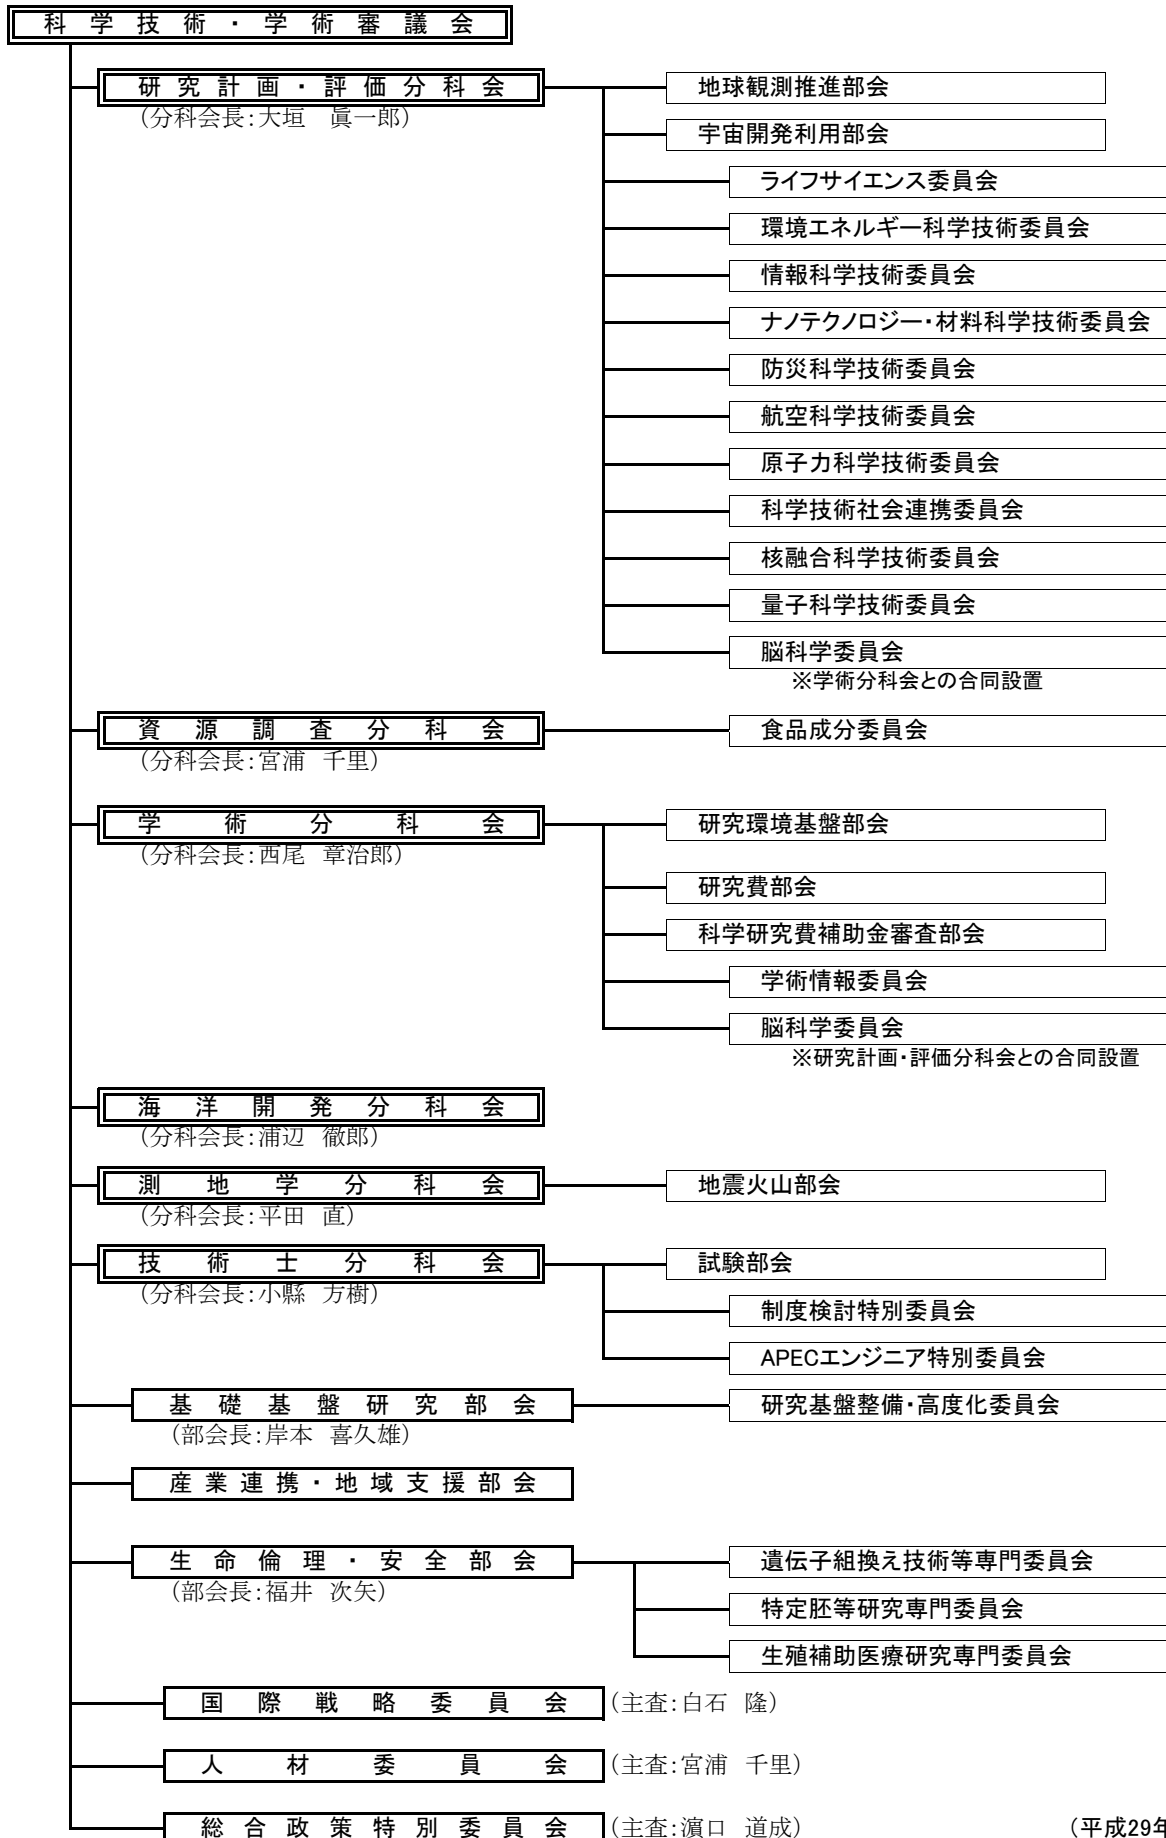 科学技術・学術審議会
研究計画・評価分科会
(分科会長：大垣　眞一郎)
地球観測推進部会
宇宙開発利用部会
ライフサイエンス委員会
環境エネルギー科学技術委員会
情報科学技術委員会
ナノテクノロジー・材料科学技術委員会
防災科学技術委員会
航空科学技術委員会
原子力科学技術委員会
科学技術社会連携委員会
核融合科学技術委員会
量子科学技術委員会
脳科学委員会
※学術分科会との合同設置
資源調査分科会
(分科会長：宮浦　千里)
食品成分委員会
学術分科会
(分科会長：西尾　章治郎)
研究環境基盤部会
研究費部会
科学研究費補助金審査部会
学術情報委員会
脳科学委員会
※研究計画・評価分科会との合同設置
海洋開発分科会
(分科会長：浦辺　徹郎)
測地学分科会
(分科会長：平田　直)
地震火山部会
技術士分科会
(分科会長：小縣　方樹)
試験部会
制度検討特別委員会
APECエンジニア特別委員会
基礎基盤研究部会
(部会長：岸本　喜久雄)
研究基盤整備・高度化委員会
産業連携・地域支援部会
生命倫理・安全部会
(部会長：福井　次矢)
遺伝子組換え技術等専門委員会
特定胚等研究専門委員会
生殖補助医療研究専門委員会
国際戦略委員会　(主査：白石　隆)
人材委員会　(主査：宮浦　千里)
総合政策特別委員会　(主査：濵口　道成)　(平成29年